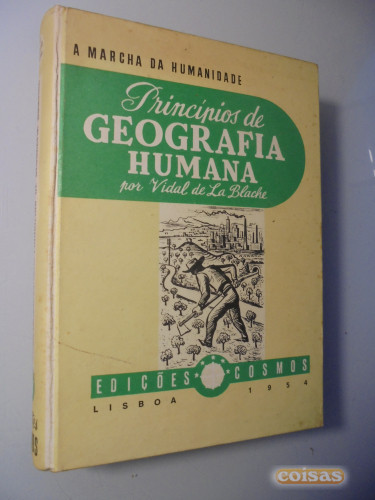 A MARCHA DA HUMANIDADE
Princípios de
GEOGRAFIA
HUMANA
por Vidal de La Blache
EDIÇÕES COSMOS
LISBOA 1954
coisas